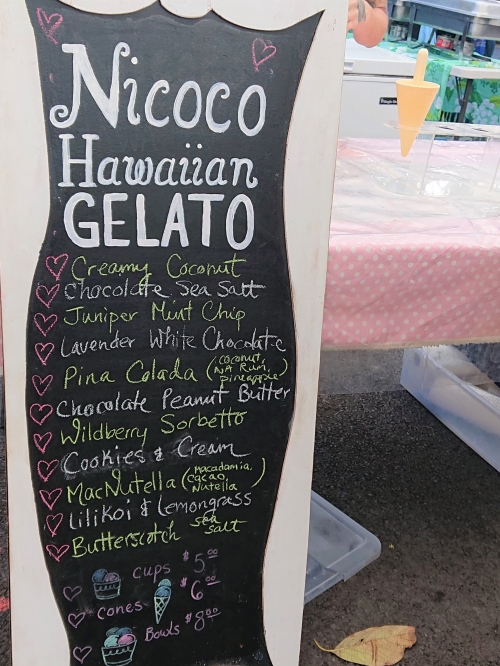 Nicoco
Hawaiian
GELATO
Creamy Coconut
Chocolate Sea Salt
Juniper Mint Chip
Lavender White Chocolate
Pina Colada (coconut, NA Rum, pineapple)
Chocolate Peanut Butter
Wildberry Sorbetto
Cookies & Cream
MacNutella (Macadamia, cacao, Nutella)
Lilikoi & Lemongrass
Butterscotch sea salt
cups $5.00
cones $6.00
Bowls $8.00